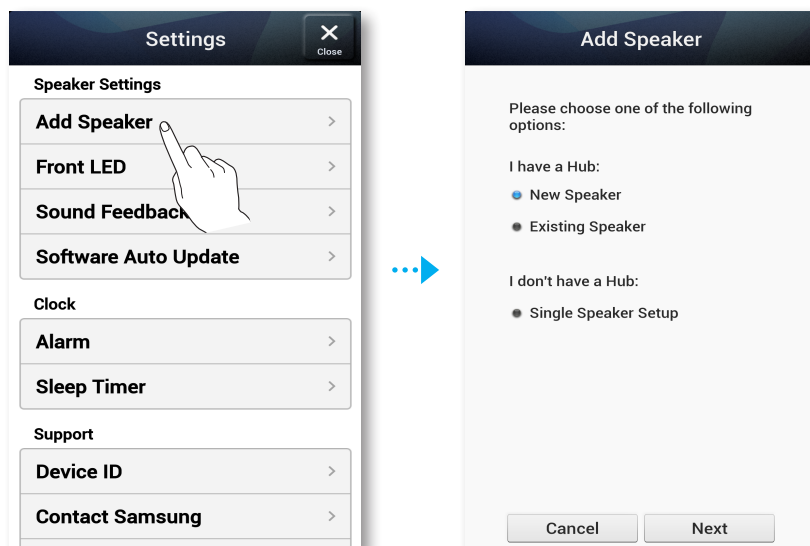 Settings
Close
Speaker Settings
Add Speaker
Front LED
Sound Feedback
Software Auto Update
Clock
Alarm
Sleep Timer
Support
Device ID
Contact Samsung
Add Speaker
Please choose one of the following
options:
I have a Hub:
New Speaker
Existing Speaker
I don't have a Hub:
Single Speaker Setup
Cancel
Next